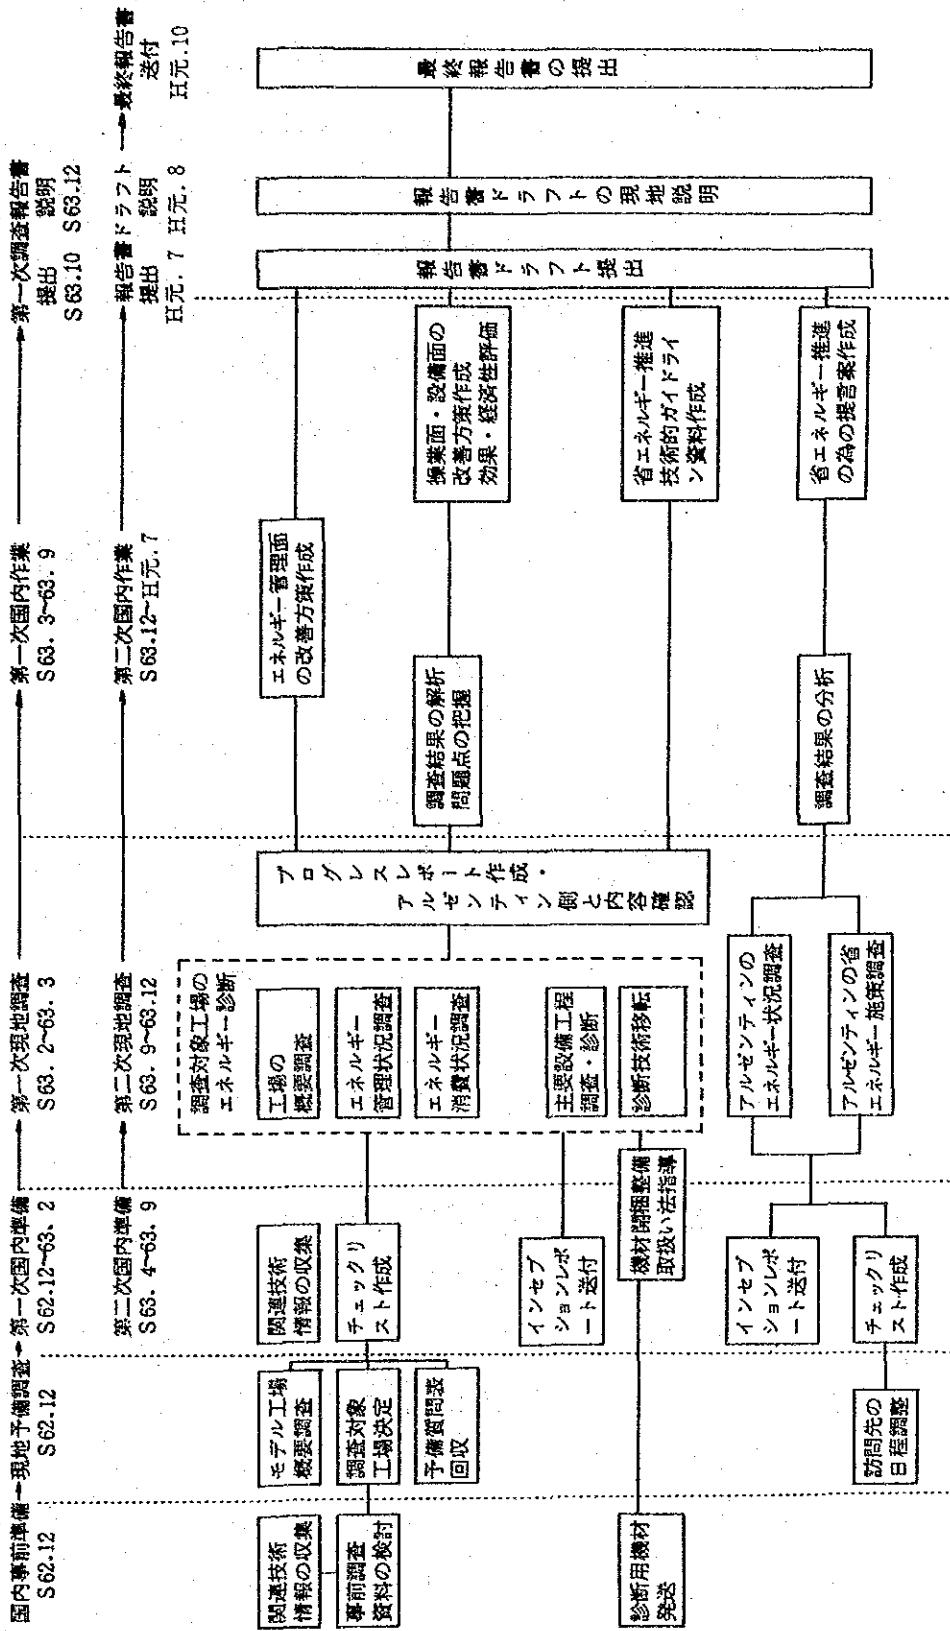 国内事前準備→現地予備調査→第一次国内準備→第一次現地調査→第一次国内作業→第一次調査報告書
S62.12 S62.12 S62.12~63.2 S63.2~63.3 S63.3~63.9 提出 説明
S63.10 S63.12
第二次国内準備→第二次現地調査→第二次国内作業→報告書ドラフト→最終報告書
S63.4~63.9 S63.9~63.12 S63.12~H元.7 提出 説明 送付
H元.7 H元.8 H元.10
関連技術
情報の収集
事前調査
資料の検討
診断用機材
発送
モデル工場
概要調査
調査対象
工場決定
予備質問表
回収
訪問先の
日程調整
関連技術
情報の収集
チェックリ
スト作成
インセプ
ションレポ
ート送付
機材開梱整備
取扱い法指導
インセプ
ションレポ
ート送付
チェックリ
スト作成
調査対象工場の
エネルギー診断
工場の
概要調査
エネルギー
管理状況調査
エネルギー
消費状況調査
主要設備工程
調査・診断
診断技術移転
アルゼンティンの
エネルギー状況調査
アルゼンティンの省
エネルギー施策調査
プログレスレポート作成・
アルゼンティン側と内容確認
調査結果の解析
問題点の把握
調査結果の分析
エネルギー管理面
の改善方策作成
操業面・設備面の
改善方策作成
効果・経済性評価
省エネルギー推進
技術的ガイドライ
ン資料作成
省エネルギー推進
の為の提言案作成
報告書ドラフト提出
報告書ドラフトの現地説明
最終報告書の提出